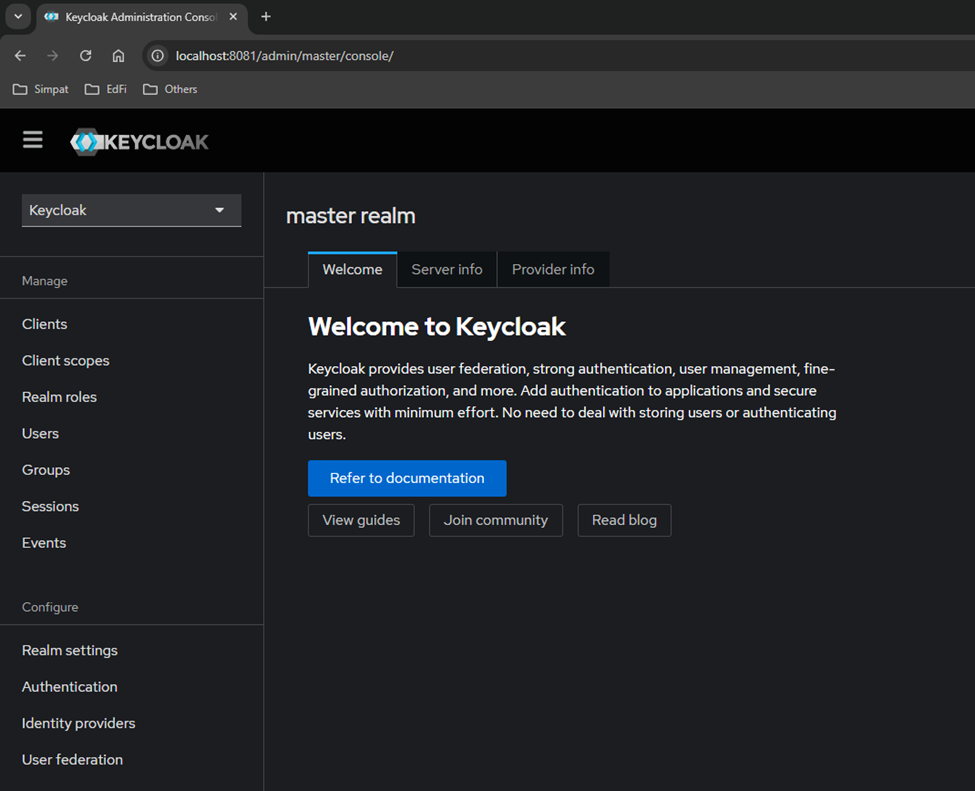 Keycloak Administration Conso
localhost:8081/admin/master/console/
Simpat
EdFi
Others
KEYCLOAK
Keycloak
Manage
Clients
Client scopes
Realm roles
Users
Groups
Sessions
Events
Configure
Realm settings
Authentication
Identity providers
User federation
master realm
Welcome
Server info
Provider info
Welcome to Keycloak
Keycloak provides user federation, strong authentication, user management, fine-
grained authorization, and more. Add authentication to applications and secure
services with minimum effort. No need to deal with storing users or authenticating
users.
Refer to documentation
View guides
Join community
Read blog